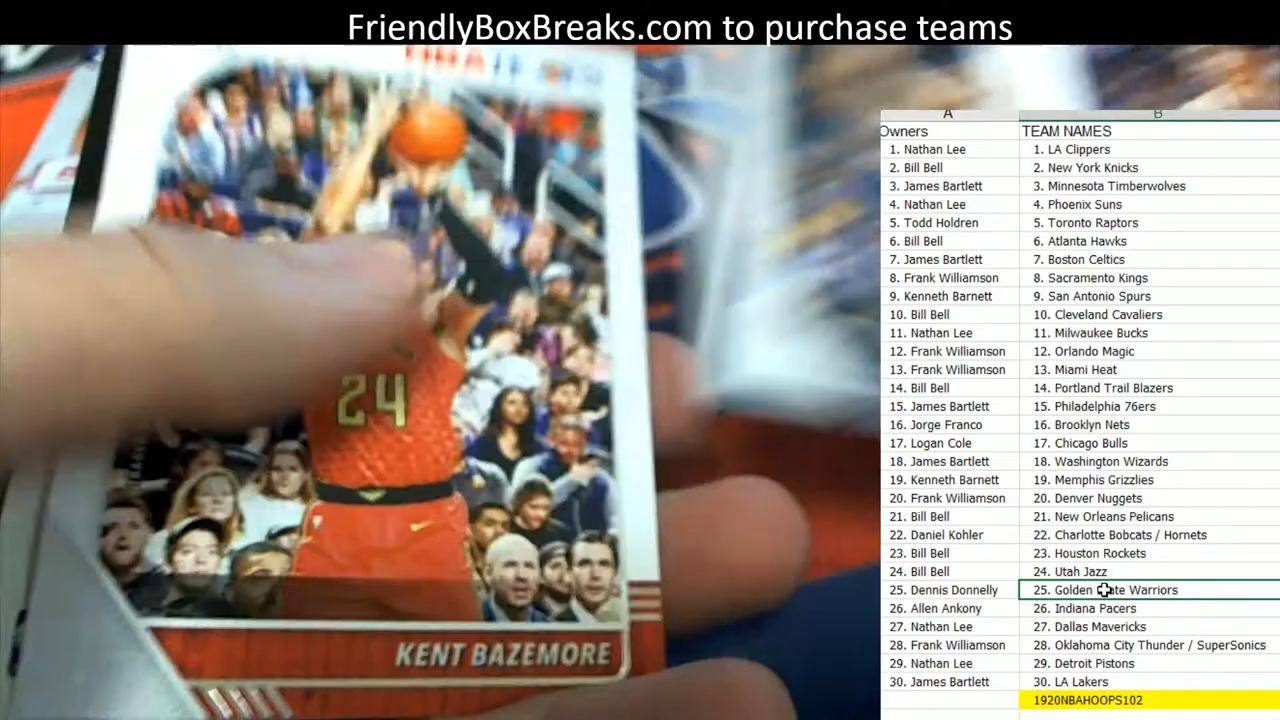 FriendlyBoxBreaks.com to purchase teams
A B
Owners TEAM NAMES
1. Nathan Lee 1. LA Clippers
2. Bill Bell 2. New York Knicks
3. James Bartlett 3. Minnesota Timberwolves
4. Nathan Lee 4. Phoenix Suns
5. Todd Holdren 5. Toronto Raptors
6. Bill Bell 6. Atlanta Hawks
7. James Bartlett 7. Boston Celtics
8. Frank Williamson 8. Sacramento Kings
9. Kenneth Barnett 9. San Antonio Spurs
10. Bill Bell 10. Cleveland Cavaliers
11. Nathan Lee 11. Milwaukee Bucks
12. Frank Williamson 12. Orlando Magic
13. Frank Williamson 13. Miami Heat
14. Bill Bell 14. Portland Trail Blazers
15. James Bartlett 15. Philadelphia 76ers
16. Jorge Franco 16. Brooklyn Nets
17. Logan Cole 17. Chicago Bulls
18. James Bartlett 18. Washington Wizards
19. Kenneth Barnett 19. Memphis Grizzlies
20. Frank Williamson 20. Denver Nuggets
21. Bill Bell 21. New Orleans Pelicans
22. Daniel Kohler 22. Charlotte Bobcats / Hornets
23. Bill Bell 23. Houston Rockets
24. Bill Bell 24. Utah Jazz
25. Dennis Donnelly 25. Golden State Warriors
26. Allen Ankony 26. Indiana Pacers
27. Nathan Lee 27. Dallas Mavericks
28. Frank Williamson 28. Oklahoma City Thunder / SuperSonics
29. Nathan Lee 29. Detroit Pistons
30. James Bartlett 30. LA Lakers
1920NBAHOOPS102
24
KENT BAZEMORE